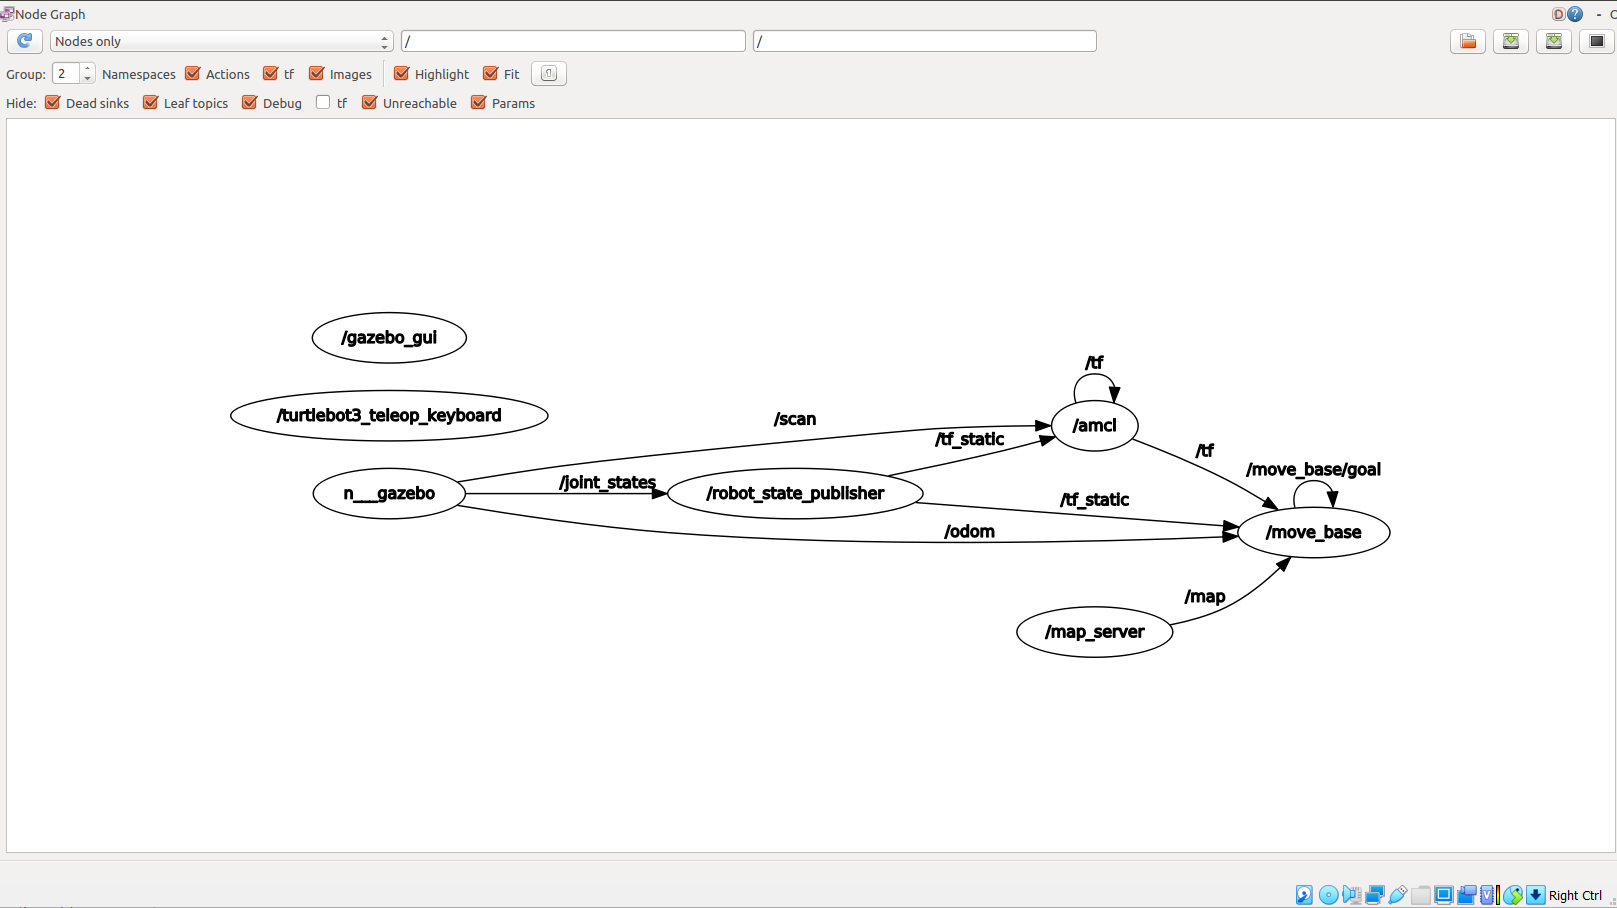 Node Graph
D ? - O
Nodes only / /
Group: 2 Namespaces Actions tf Images Highlight Fit
Hide: Dead sinks Leaf topics Debug tf Unreachable Params
/gazebo_gui
/tf
/turtlebot3_teleop_keyboard
/scan
/amcl
/tf_static
/tf
/move_base/goal
/joint_states
n__gazebo
/robot_state_publisher
/tf_static
/odom
/move_base
/map
/map_server
V Right Ctrl